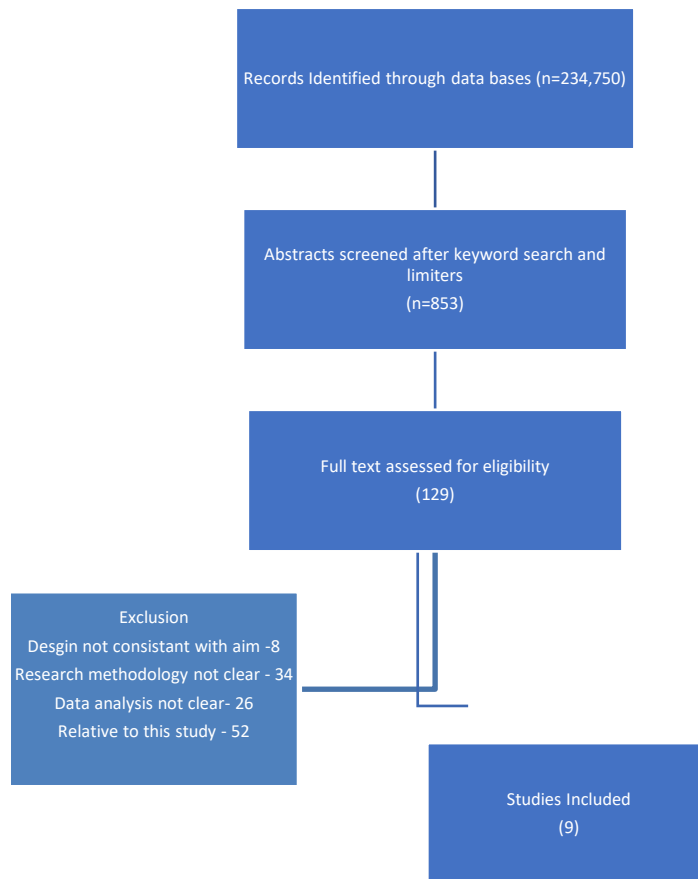 Records Identified through data bases (n=234,750)
Abstracts screened after keyword search and
limiters
(n=853)
Full text assessed for eligibility
(129)
Exclusion
Desgin not consistant with aim -8
Research methodology not clear - 34
Data analysis not clear- 26
Relative to this study - 52
Studies Included
(9)